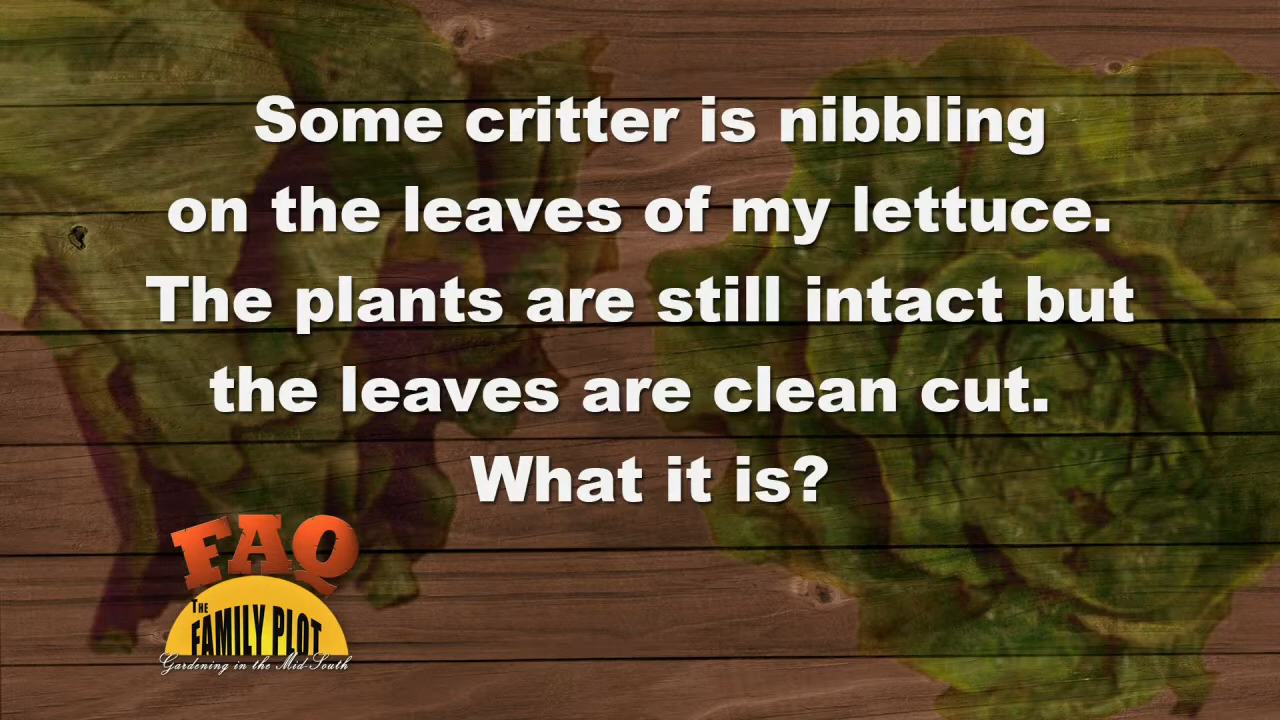 Some critter is nibbling
on the leaves of my lettuce.
The plants are still intact but
the leaves are clean cut.
What it is?
FAQ
THE
FAMILY PLOT
Gardening in the Mid-South